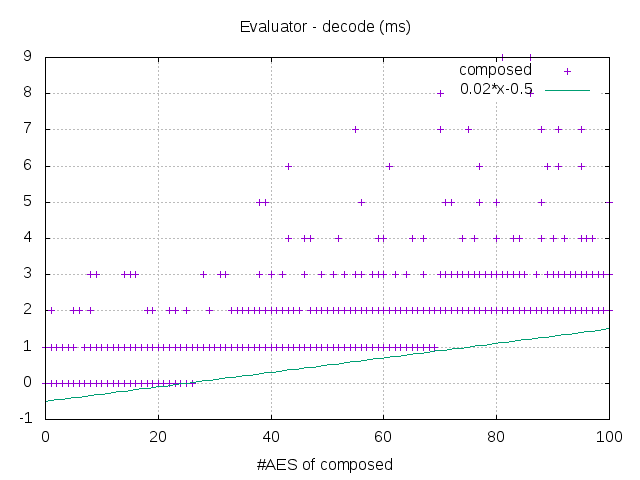 Evaluator - decode (ms)
9
8
7
6
5
4
3
2
1
0
-1
composed
0.02*x-0.5
0 20 40 60 80 100
#AES of composed